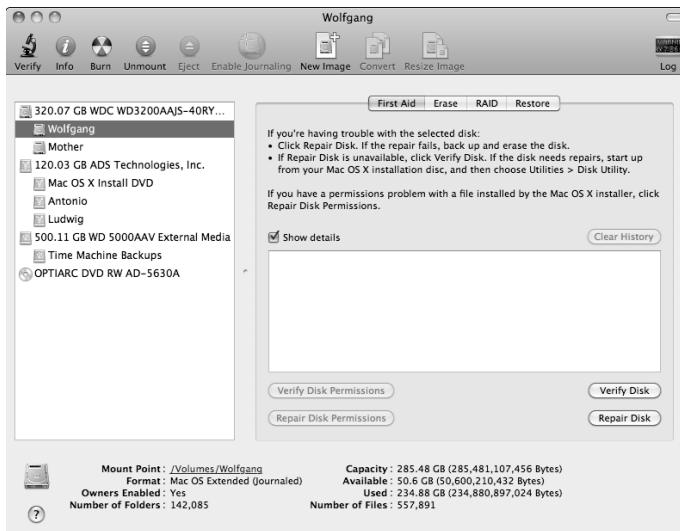 Wolfgang
Verify Info Burn Unmount Eject Enable Journaling New Image Convert Resize Image Log
320.07 GB WDC WD3200AAJS-40RY...
Wolfgang
Mother
120.03 GB ADS Technologies, Inc.
Mac OS X Install DVD
Antonio
Ludwig
500.11 GB WD 5000AAV External Media
Time Machine Backups
OPTIARC DVD RW AD-5630A
First Aid Erase RAID Restore
If you're having trouble with the selected disk:
• Click Repair Disk. If the repair fails, back up and erase the disk.
• If Repair Disk is unavailable, click Verify Disk. If the disk needs repairs, start up
from your Mac OS X installation disc, and then choose Utilities > Disk Utility.
If you have a permissions problem with a file installed by the Mac OS X installer, click
Repair Disk Permissions.
Show details Clear History
Verify Disk Permissions Verify Disk
Repair Disk Permissions Repair Disk
Mount Point : /Volumes/Wolfgang Capacity : 285.48 GB (285,481,107,456 Bytes)
Format : Mac OS Extended (Journaled) Available : 50.6 GB (50,600,210,432 Bytes)
Owners Enabled : Yes Used : 234.88 GB (234,880,897,024 Bytes)
Number of Folders : 142,085 Number of Files : 557,891
?